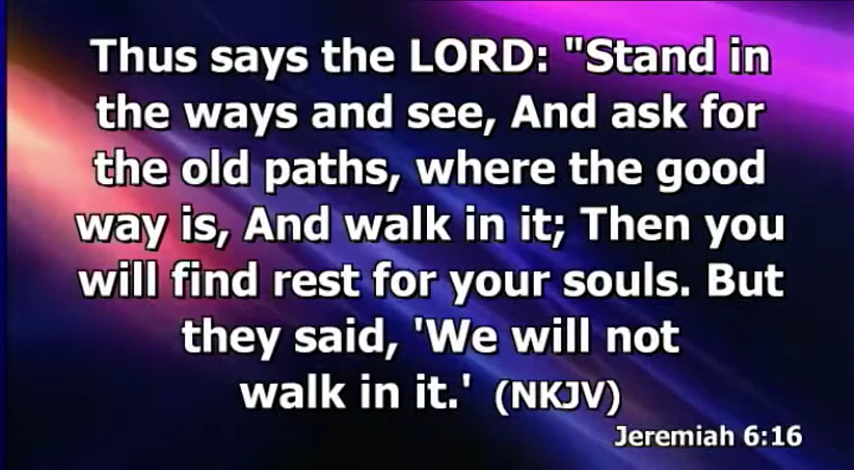 Thus says the LORD: "Stand in
the ways and see, And ask for
the old paths, where the good
way is, And walk in it; Then you
will find rest for your souls. But
they said, 'We will not
walk in it.' (NKJV)
Jeremiah 6:16